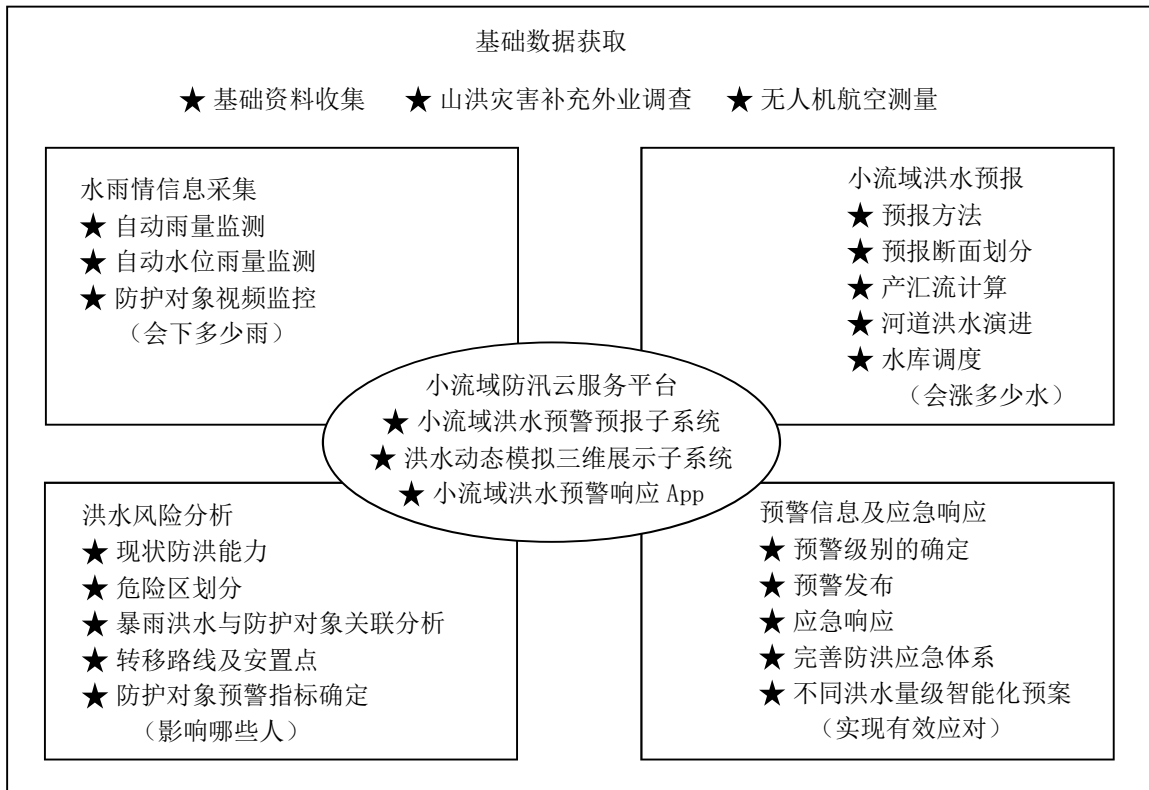 基础数据获取
★ 基础资料收集 ★ 山洪灾害补充外业调查 ★ 无人机航空测量
水雨情信息采集
★ 自动雨量监测
★ 自动水位雨量监测
★ 防护对象视频监控
（会下多少雨）
小流域洪水预报
★ 预报方法
★ 预报断面划分
★ 产汇流计算
★ 河道洪水演进
★ 水库调度
（会涨多少水）
小流域防汛云服务平台
★ 小流域洪水预警预报子系统
★ 洪水动态模拟三维展示子系统
★ 小流域洪水预警响应 App
洪水风险分析
★ 现状防洪能力
★ 危险区划分
★ 暴雨洪水与防护对象关联分析
★ 转移路线及安置点
★ 防护对象预警指标确定
（影响哪些人）
预警信息及应急响应
★ 预警级别的确定
★ 预警发布
★ 应急响应
★ 完善防洪应急体系
★ 不同洪水量级智能化预案
（实现有效应对）